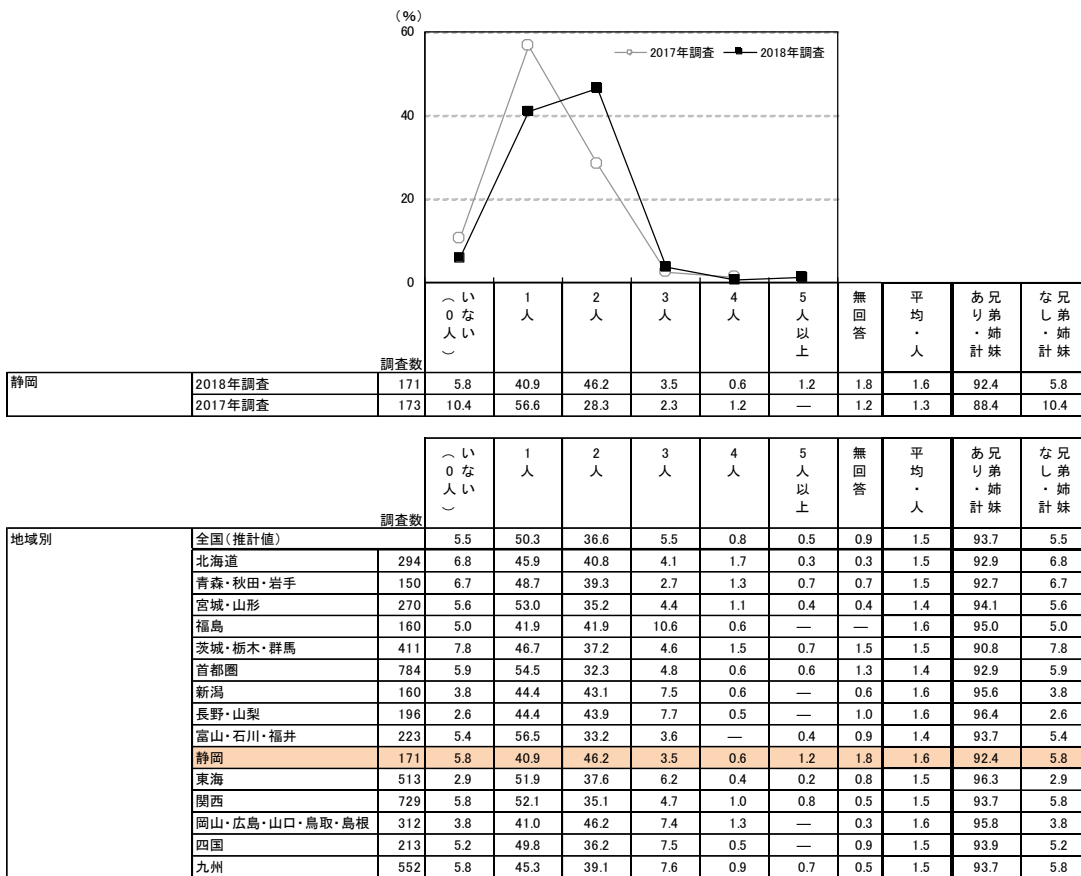 (%)
60
40
20
0
2017年調査 2018年調査
調査数 いない(0人) 1人 2人 3人 4人 5人以上 無回答 平均・人 兄弟姉妹あり・計 兄弟姉妹なし・計
静岡 2018年調査 171 5.8 40.9 46.2 3.5 0.6 1.2 1.8 1.6 92.4 5.8
2017年調査 173 10.4 56.6 28.3 2.3 1.2 — 1.2 1.3 88.4 10.4
調査数 いない(0人) 1人 2人 3人 4人 5人以上 無回答 平均・人 兄弟姉妹あり・計 兄弟姉妹なし・計
地域別 全国(推計値) 5.5 50.3 36.6 5.5 0.8 0.5 0.9 1.5 93.7 5.5
北海道 294 6.8 45.9 40.8 4.1 1.7 0.3 0.3 1.5 92.9 6.8
青森・秋田・岩手 150 6.7 48.7 39.3 2.7 1.3 0.7 0.7 1.5 92.7 6.7
宮城・山形 270 5.6 53.0 35.2 4.4 1.1 0.4 0.4 1.4 94.1 5.6
福島 160 5.0 41.9 41.9 10.6 0.6 — — 1.6 95.0 5.0
茨城・栃木・群馬 411 7.8 46.7 37.2 4.6 1.5 0.7 1.5 1.5 90.8 7.8
首都圏 784 5.9 54.5 32.3 4.8 0.6 0.6 1.3 1.4 92.9 5.9
新潟 160 3.8 44.4 43.1 7.5 0.6 — 0.6 1.6 95.6 3.8
長野・山梨 196 2.6 44.4 43.9 7.7 0.5 — 1.0 1.6 96.4 2.6
富山・石川・福井 223 5.4 56.5 33.2 3.6 — 0.4 0.9 1.4 93.7 5.4
静岡 171 5.8 40.9 46.2 3.5 0.6 1.2 1.8 1.6 92.4 5.8
東海 513 2.9 51.9 37.6 6.2 0.4 0.2 0.8 1.5 96.3 2.9
関西 729 5.8 52.1 35.1 4.7 1.0 0.8 0.5 1.5 93.7 5.8
岡山・広島・山口・鳥取・島根 312 3.8 41.0 46.2 7.4 1.3 — 0.3 1.6 95.8 3.8
四国 213 5.2 49.8 36.2 7.5 0.5 — 0.9 1.5 93.9 5.2
九州 552 5.8 45.3 39.1 7.6 0.9 0.7 0.5 1.5 93.7 5.8